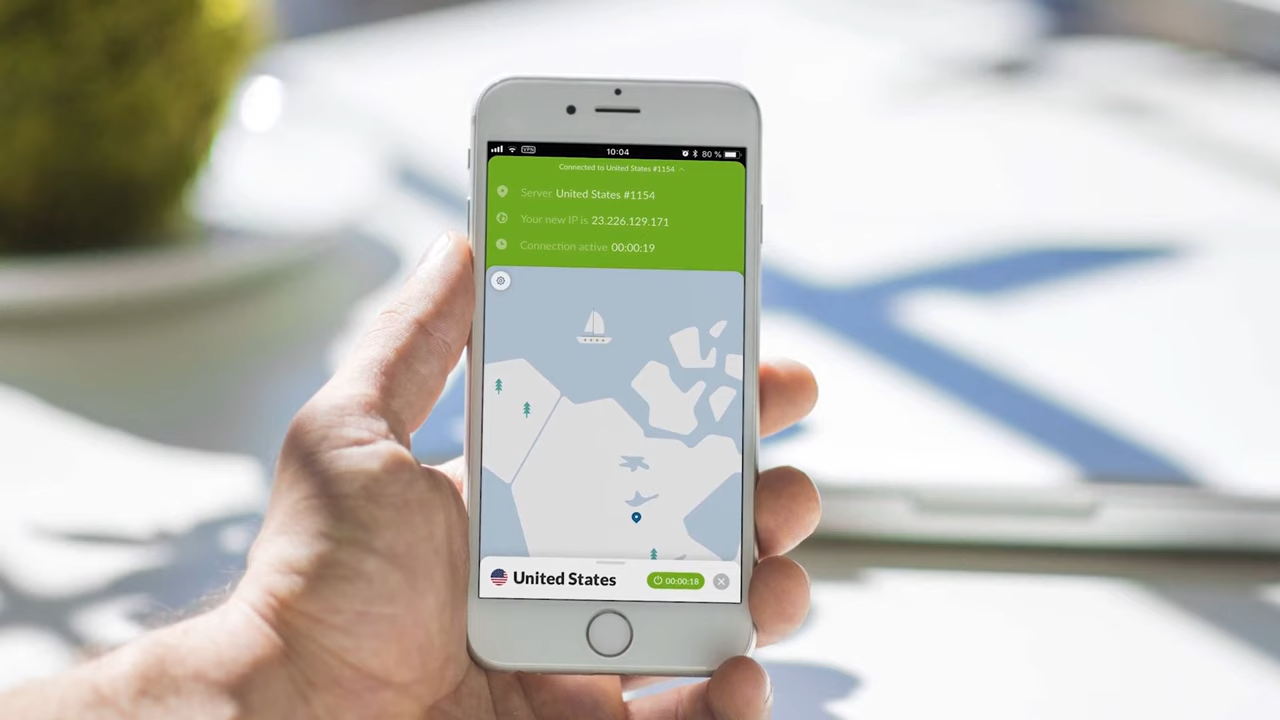 VPN 10:04 80 %
Connected to United States #1154
Server United States #1154
Your new IP is 23.226.129.171
Connection active 00:00:19
United States 00:00:18